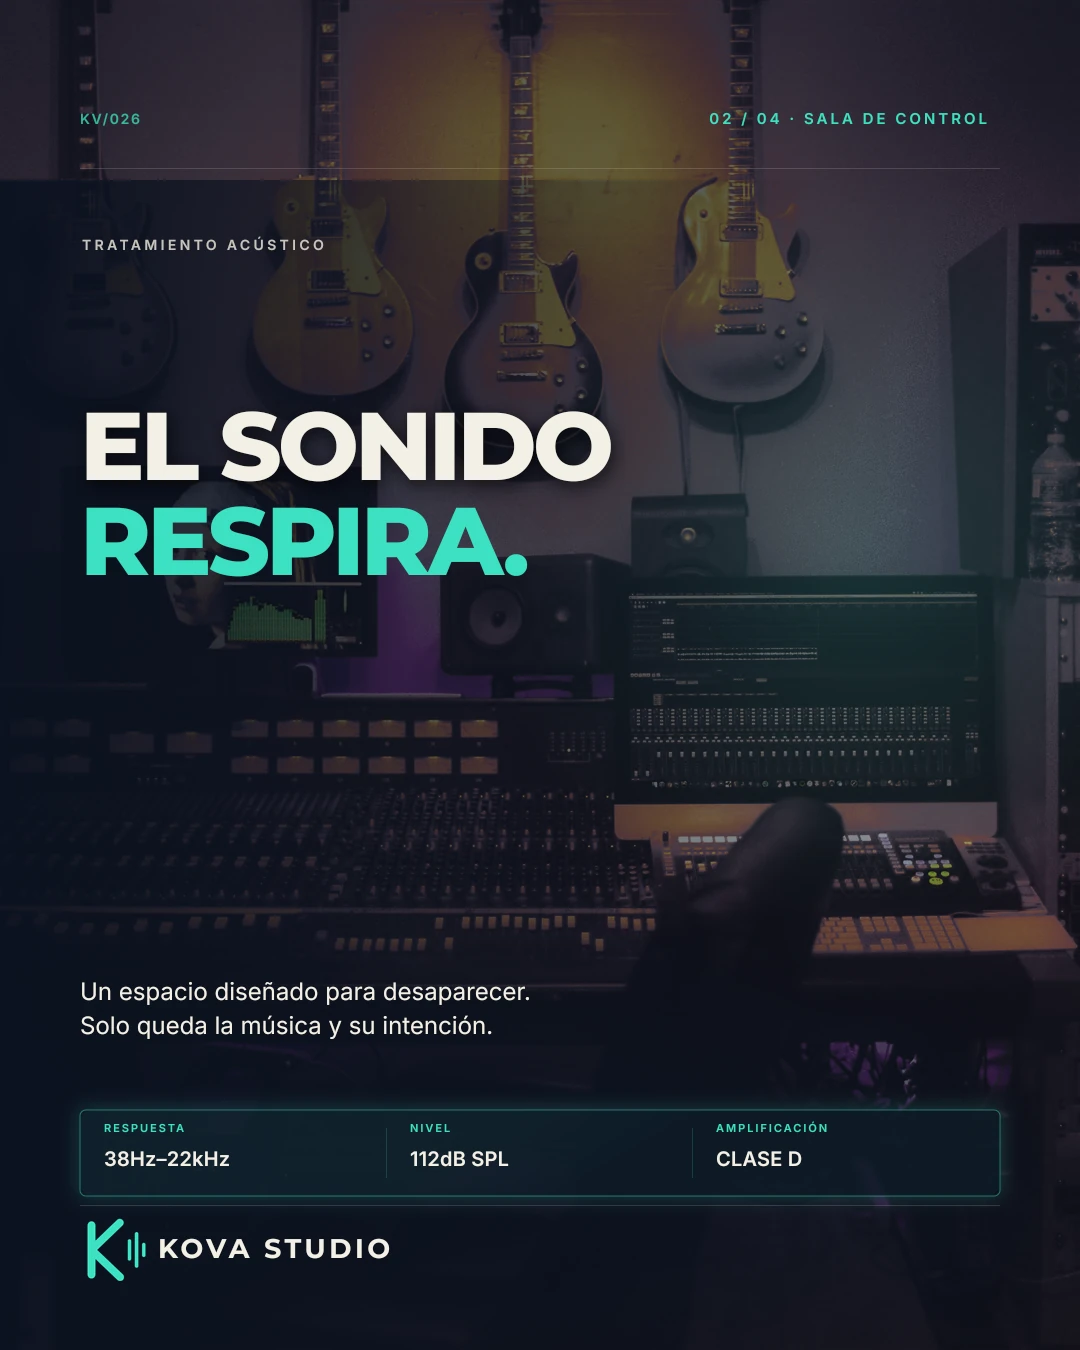 KV/026
02 / 04 · SALA DE CONTROL
TRATAMIENTO ACÚSTICO
EL SONIDO
RESPIRA.
Un espacio diseñado para desaparecer.
Solo queda la música y su intención.
RESPUESTA
38Hz–22kHz
NIVEL
112dB SPL
AMPLIFICACIÓN
CLASE D
KOVA STUDIO